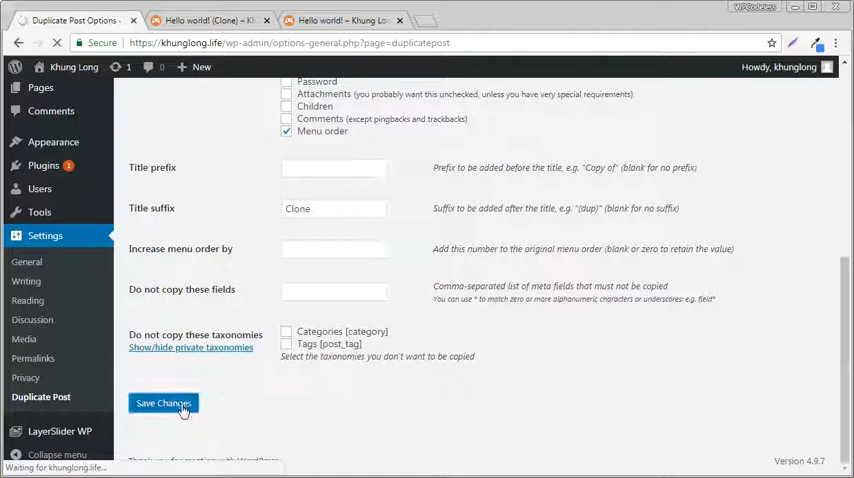 WPCodeless
Duplicate Post Options ‹
Hello world! (Clone) – Khung L
Hello world! – Khung Long
Secure https://khunglong.life/wp-admin/options-general.php?page=duplicatepost
Khung Long 1 0 New Howdy, khunglong
Pages
Comments
Appearance
Plugins 1
Users
Tools
Settings
General
Writing
Reading
Discussion
Media
Permalinks
Privacy
Duplicate Post
LayerSlider WP
Collapse menu
Password
Attachments (you probably want this unchecked, unless you have very special requirements)
Children
Comments (except pingbacks and trackbacks)
Menu order
Title prefix Prefix to be added before the title, e.g. "Copy of" (blank for no prefix)
Title suffix Clone Suffix to be added after the title, e.g. "(dup)" (blank for no suffix)
Increase menu order by Add this number to the original menu order (blank or zero to retain the value)
Do not copy these fields Comma-separated list of meta fields that must not be copied
You can use * to match zero or more alphanumeric characters or underscores: e.g. field*
Do not copy these taxonomies Categories [category]
Show/hide private taxonomies Tags [post_tag]
Select the taxonomies you don't want to be copied
Save Changes
Thank you for creating with WordPress
Version 4.9.7
Waiting for khunglong.life...